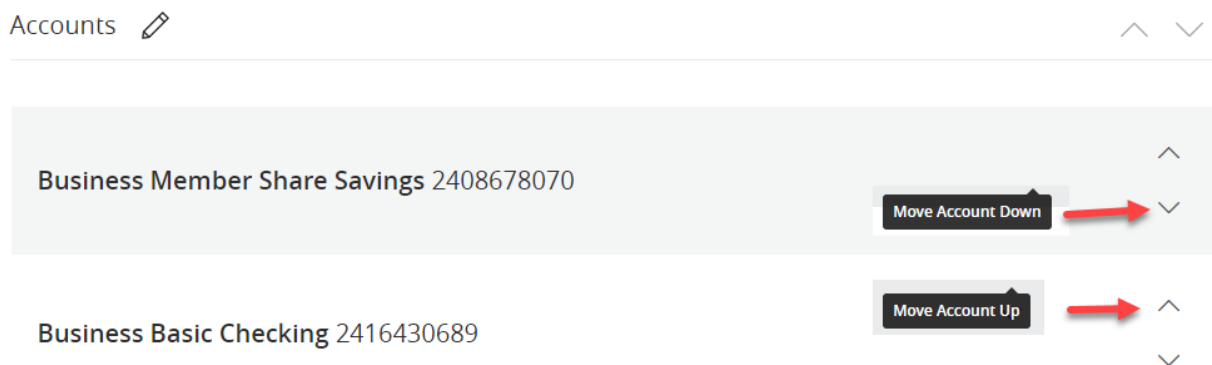 Accounts
Business Member Share Savings 2408678070
Move Account Down
Move Account Up
Business Basic Checking 2416430689